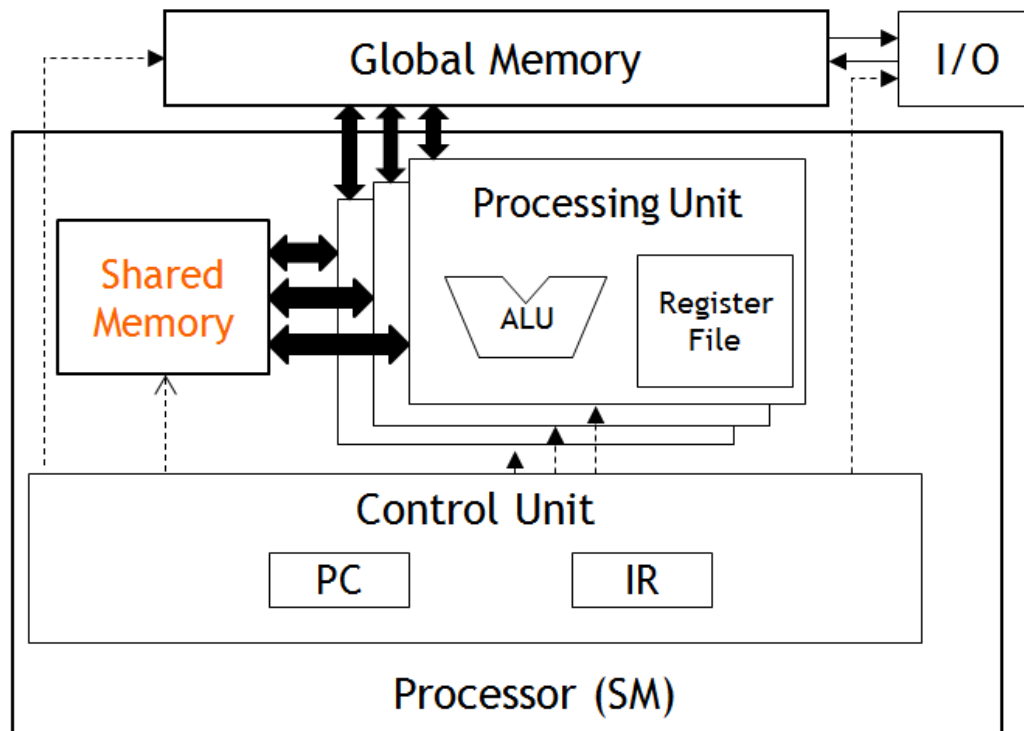 Global Memory
I/O
Processing Unit
Shared
Memory
ALU
Register
File
Control Unit
PC
IR
Processor (SM)